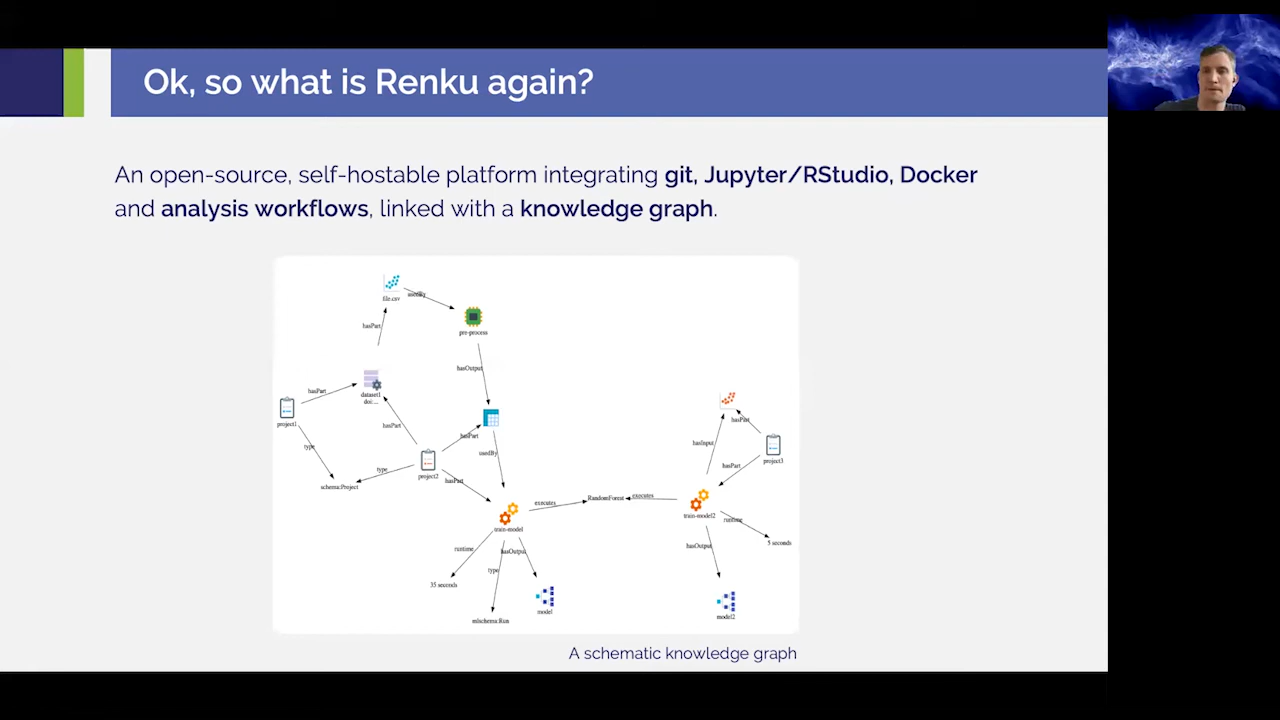 Ok, so what is Renku again?
An open-source, self-hostable platform integrating git, Jupyter/RStudio, Docker
and analysis workflows, linked with a knowledge graph.
file.csv
usedBy
hasPart
pre-process
hasOutput
dataset1
doi:...
hasPart
project1
hasPart
hasPart
usedBy
type
type
project2
hasPart
schema:Project
hasPart
hasInput
project3
hasPart
executes
RandomForest
executes
train-model
train-model2
runtime
runtime
hasOutput
hasOutput
5 seconds
type
35 seconds
model
model2
mlschema:Run
A schematic knowledge graph